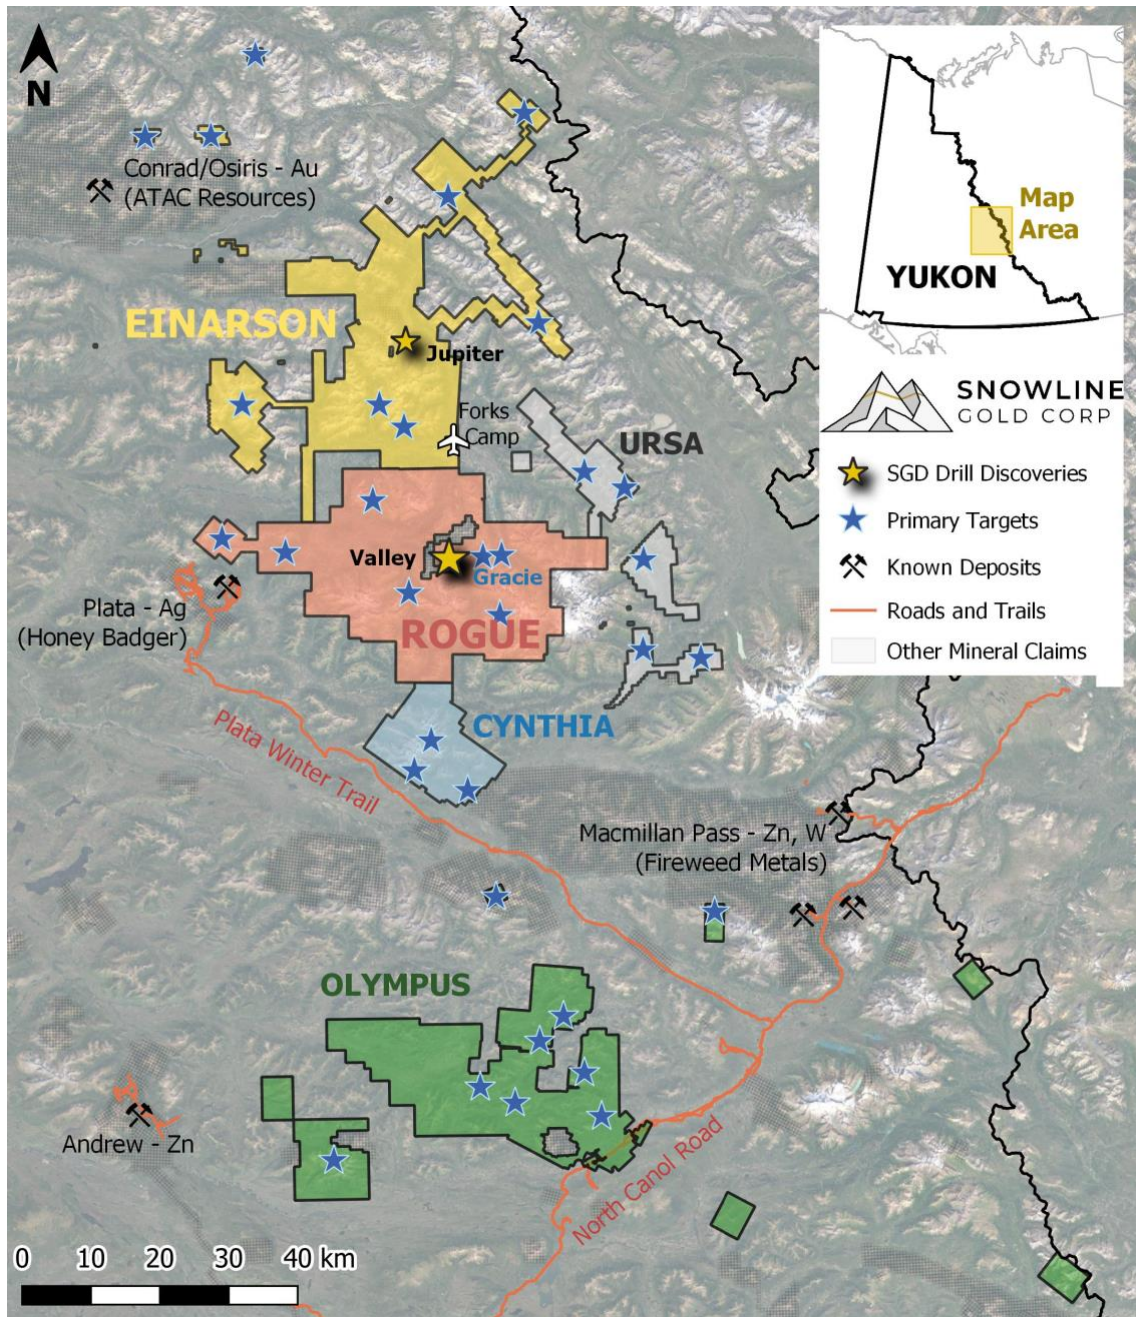 N
Conrad/Osiris - Au
(ATAC Resources)
EINARSON
Jupiter
Forks
Camp
URSA
Valley
Gracie
Plata - Ag
(Honey Badger)
ROGUE
CYNTHIA
Plata Winter Trail
Macmillan Pass - Zn, W
(Fireweed Metals)
OLYMPUS
Andrew - Zn
North Canol Road
0 10 20 30 40 km
Map
Area
YUKON
SNOWLINE
GOLD CORP
SGD Drill Discoveries
Primary Targets
Known Deposits
Roads and Trails
Other Mineral Claims